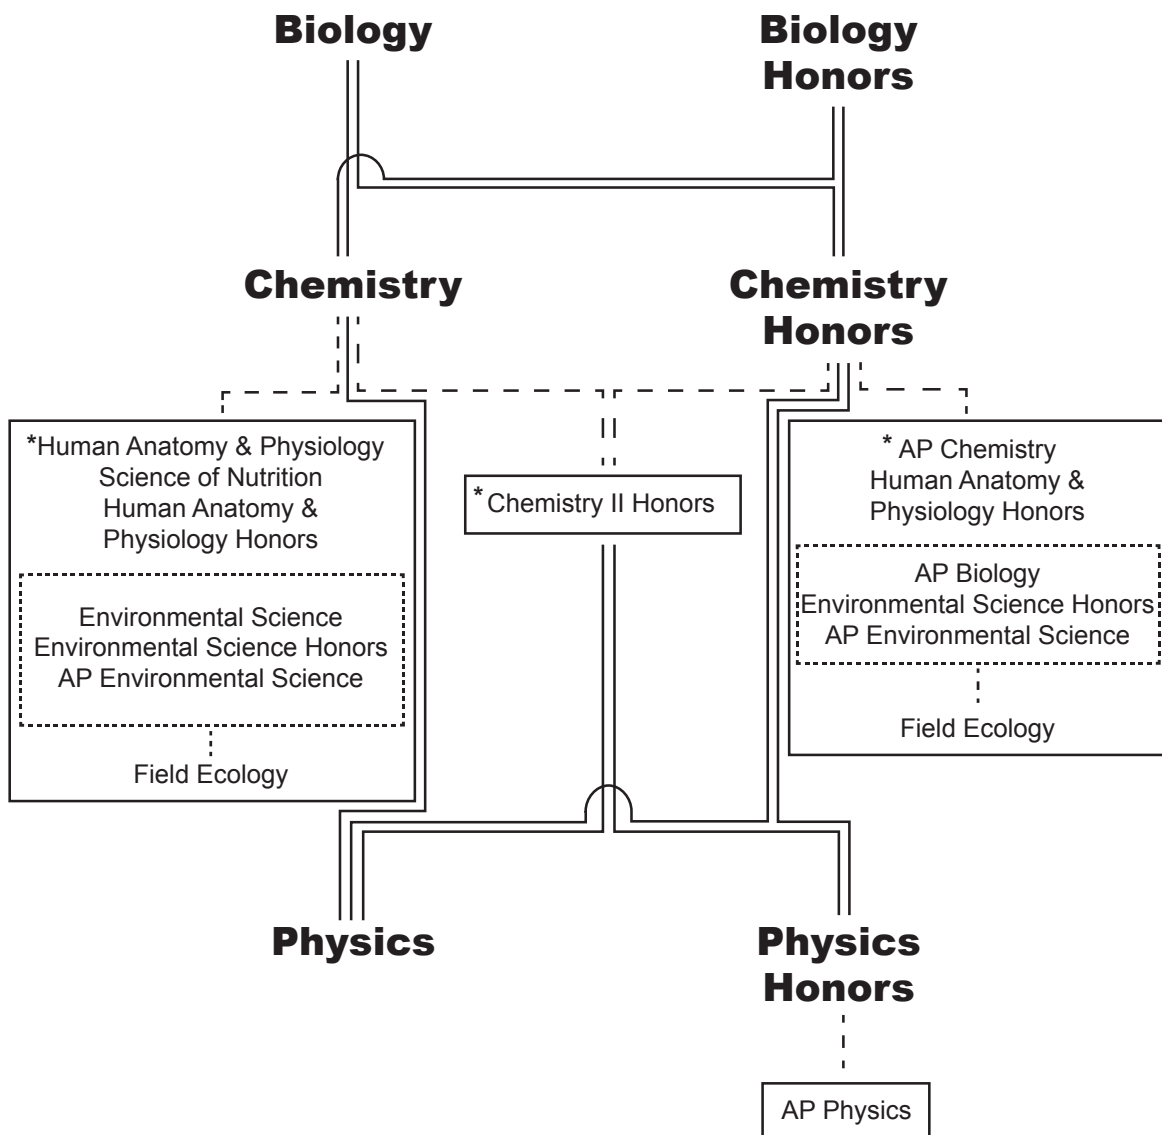 Biology
Biology
Honors
Chemistry
Chemistry
Honors
*Human Anatomy & Physiology
Science of Nutrition
Human Anatomy &
Physiology Honors
Environmental Science
Environmental Science Honors
AP Environmental Science
Field Ecology
*Chemistry II Honors
* AP Chemistry
Human Anatomy &
Physiology Honors
AP Biology
Environmental Science Honors
AP Environmental Science
Field Ecology
Physics
Physics
Honors
AP Physics